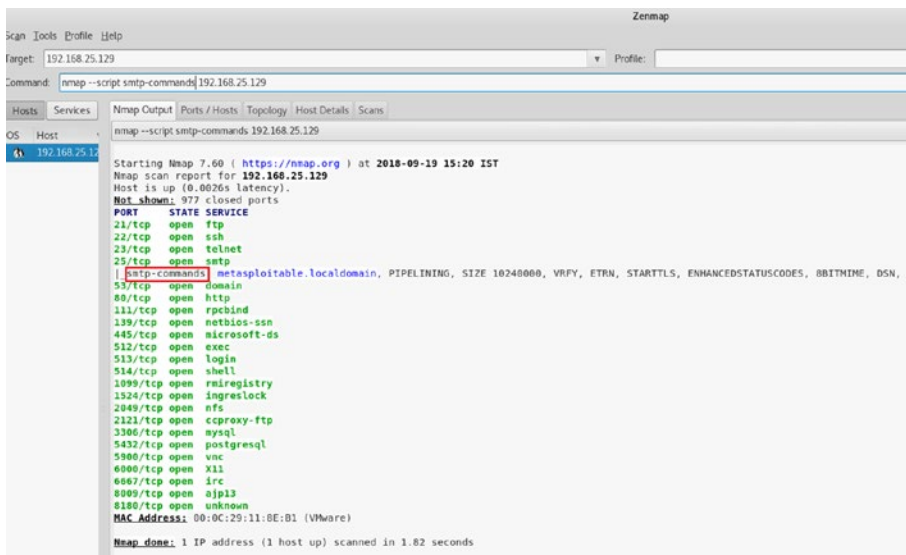 Zenmap
Scan Tools Profile Help
Target: 192.168.25.129 Profile:
Command: nmap --script smtp-commands 192.168.25.129
Hosts Services Nmap Output Ports / Hosts Topology Host Details Scans
OS Host nmap --script smtp-commands 192.168.25.129
192.168.25.12
Starting Nmap 7.60 ( https://nmap.org ) at 2018-09-19 15:20 IST
Nmap scan report for 192.168.25.129
Host is up (0.0026s latency).
Not shown: 977 closed ports
PORT STATE SERVICE
21/tcp open ftp
22/tcp open ssh
23/tcp open telnet
25/tcp open smtp
|_smtp-commands: metasploitable.localdomain, PIPELINING, SIZE 10240000, VRFY, ETRN, STARTTLS, ENHANCEDSTATUSCODES, 8BITMIME, DSN,
53/tcp open domain
80/tcp open http
111/tcp open rpcbind
139/tcp open netbios-ssn
445/tcp open microsoft-ds
512/tcp open exec
513/tcp open login
514/tcp open shell
1099/tcp open rmiregistry
1524/tcp open ingreslock
2049/tcp open nfs
2121/tcp open ccproxy-ftp
3306/tcp open mysql
5432/tcp open postgresql
5900/tcp open vnc
6000/tcp open X11
6667/tcp open irc
8009/tcp open ajp13
8180/tcp open unknown
MAC Address: 00:0C:29:11:8E:B1 (VMware)
Nmap done: 1 IP address (1 host up) scanned in 1.82 seconds